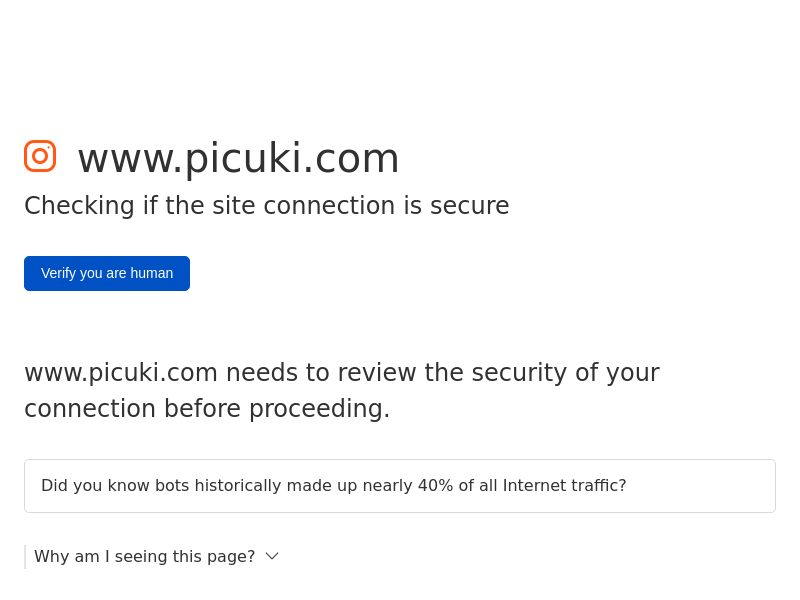 www.picuki.com
Checking if the site connection is secure
Verify you are human
www.picuki.com needs to review the security of your
connection before proceeding.
Did you know bots historically made up nearly 40% of all Internet traffic?
Why am I seeing this page?